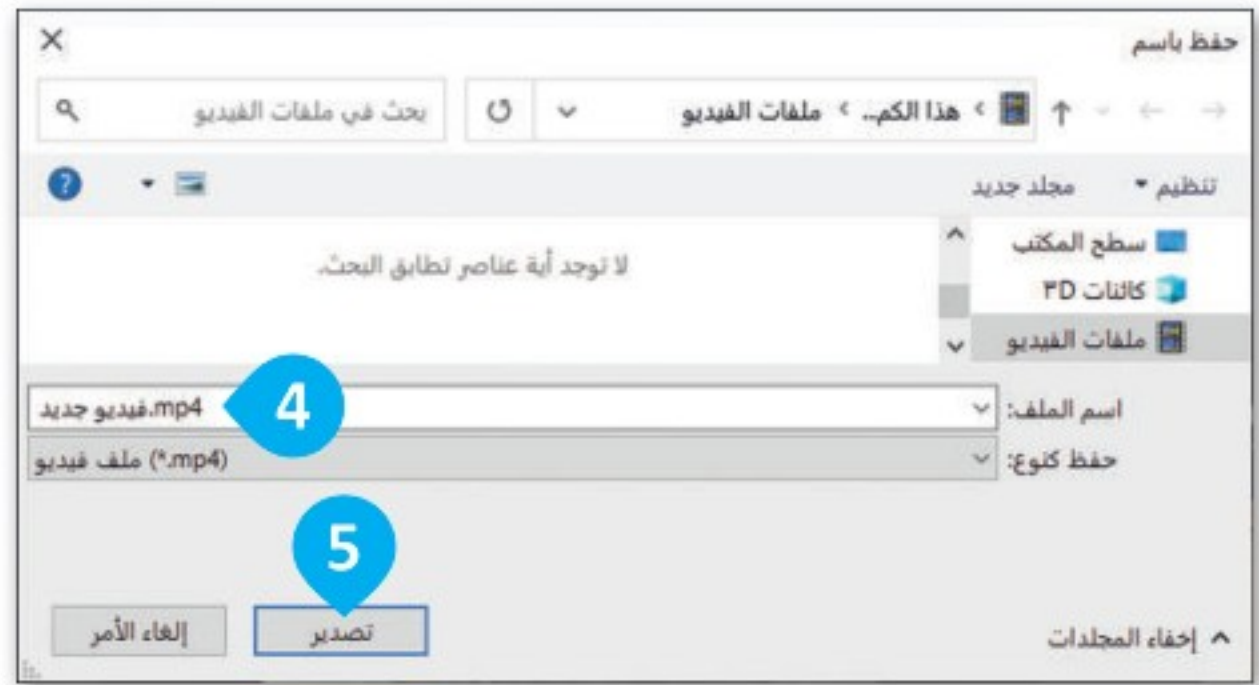 حفظ باسم
هذا الكم... › ملفات الفيديو
بحث في ملفات الفيديو
تنظيم
مجلد جديد
سطح المكتب
كائنات ٣D
ملفات الفيديو
لا توجد أية عناصر تطابق البحث.
اسم الملف:
فيديو جديد.mp4
4
حفظ كنوع:
ملف فيديو (*.mp4)
5
تصدير
إلغاء الأمر
إخفاء المجلدات